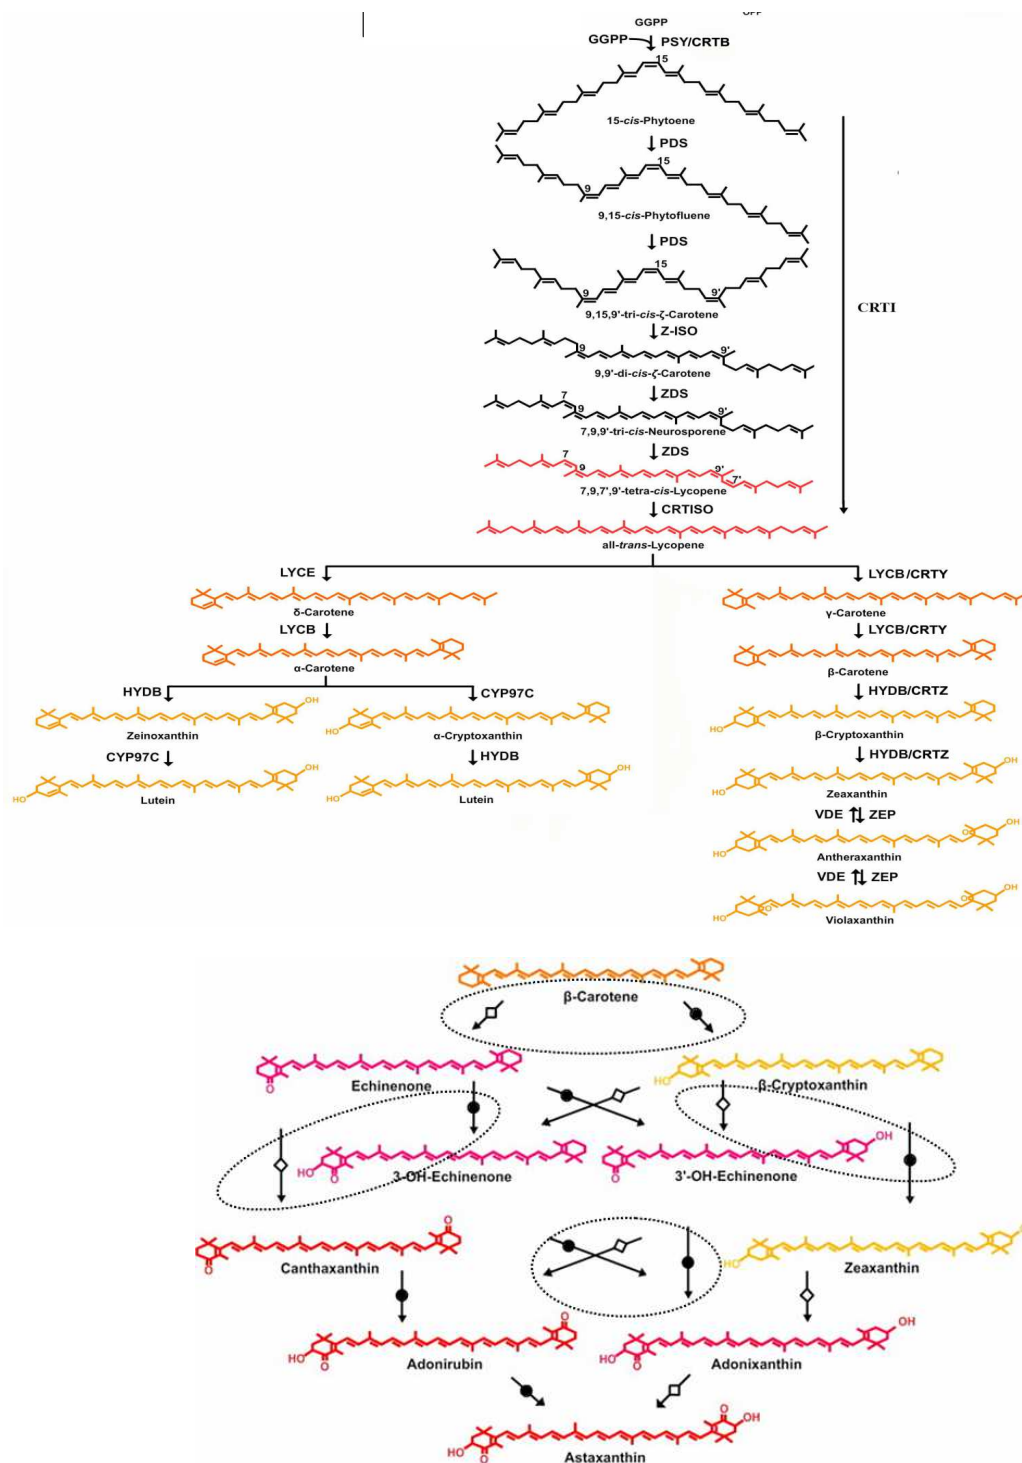 GGPP
GGPP PSY/CRTB
15
15-cis-Phytoene
PDS
15
9
9,15-cis-Phytofluene
PDS
15
9 9'
9,15,9'-tri-cis-ζ-Carotene
CRTI
Z-ISO
9 9'
9,9'-di-cis-ζ-Carotene
ZDS
7
9 9'
7,9,9'-tri-cis-Neurosporene
ZDS
7 9'
9 7'
7,9,7',9'-tetra-cis-Lycopene
CRTISO
all-trans-Lycopene
LYCE LYCB/CRTY
δ-Carotene γ-Carotene
LYCB LYCB/CRTY
α-Carotene β-Carotene
HYDB CYP97C HYDB/CRTZ
OH
HO HO
Zeinoxanthin α-Cryptoxanthin β-Cryptoxanthin
CYP97C HYDB HYDB/CRTZ
OH OH OH
HO HO HO
Lutein Lutein Zeaxanthin
VDE ZEP
OH
O
HO
Antheraxanthin
VDE ZEP
OH
O
HO O
Violaxanthin
β-Carotene
O HO
Echinenone β-Cryptoxanthin
OH
HO O O
3-OH-Echinenone 3'-OH-Echinenone
O
O HO
Canthaxanthin Zeaxanthin
O OH
HO O HO O
Adonirubin Adonixanthin
O OH
HO O
Astaxanthin